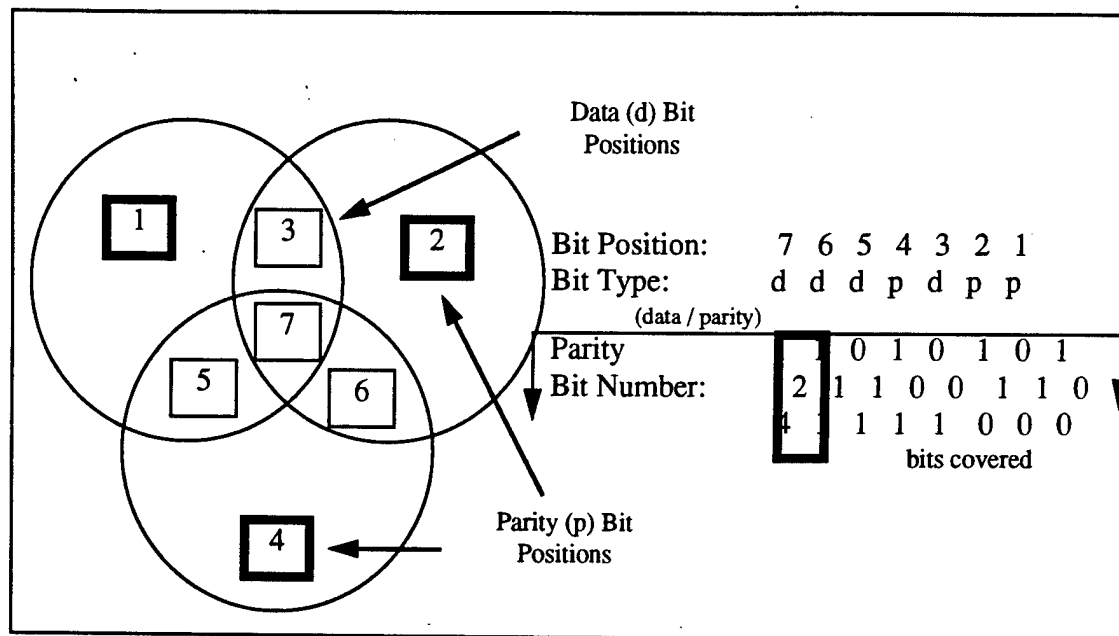 Data (d) Bit
Positions
1
3
2
7
5
6
4
Parity (p) Bit
Positions
Bit Position: 7 6 5 4 3 2 1
Bit Type: d d d p d p p
(data / parity)
Parity 1 0 1 0 1 0 1
Bit Number: 2 1 1 0 0 1 1 0
4 1 1 1 1 0 0 0
bits covered